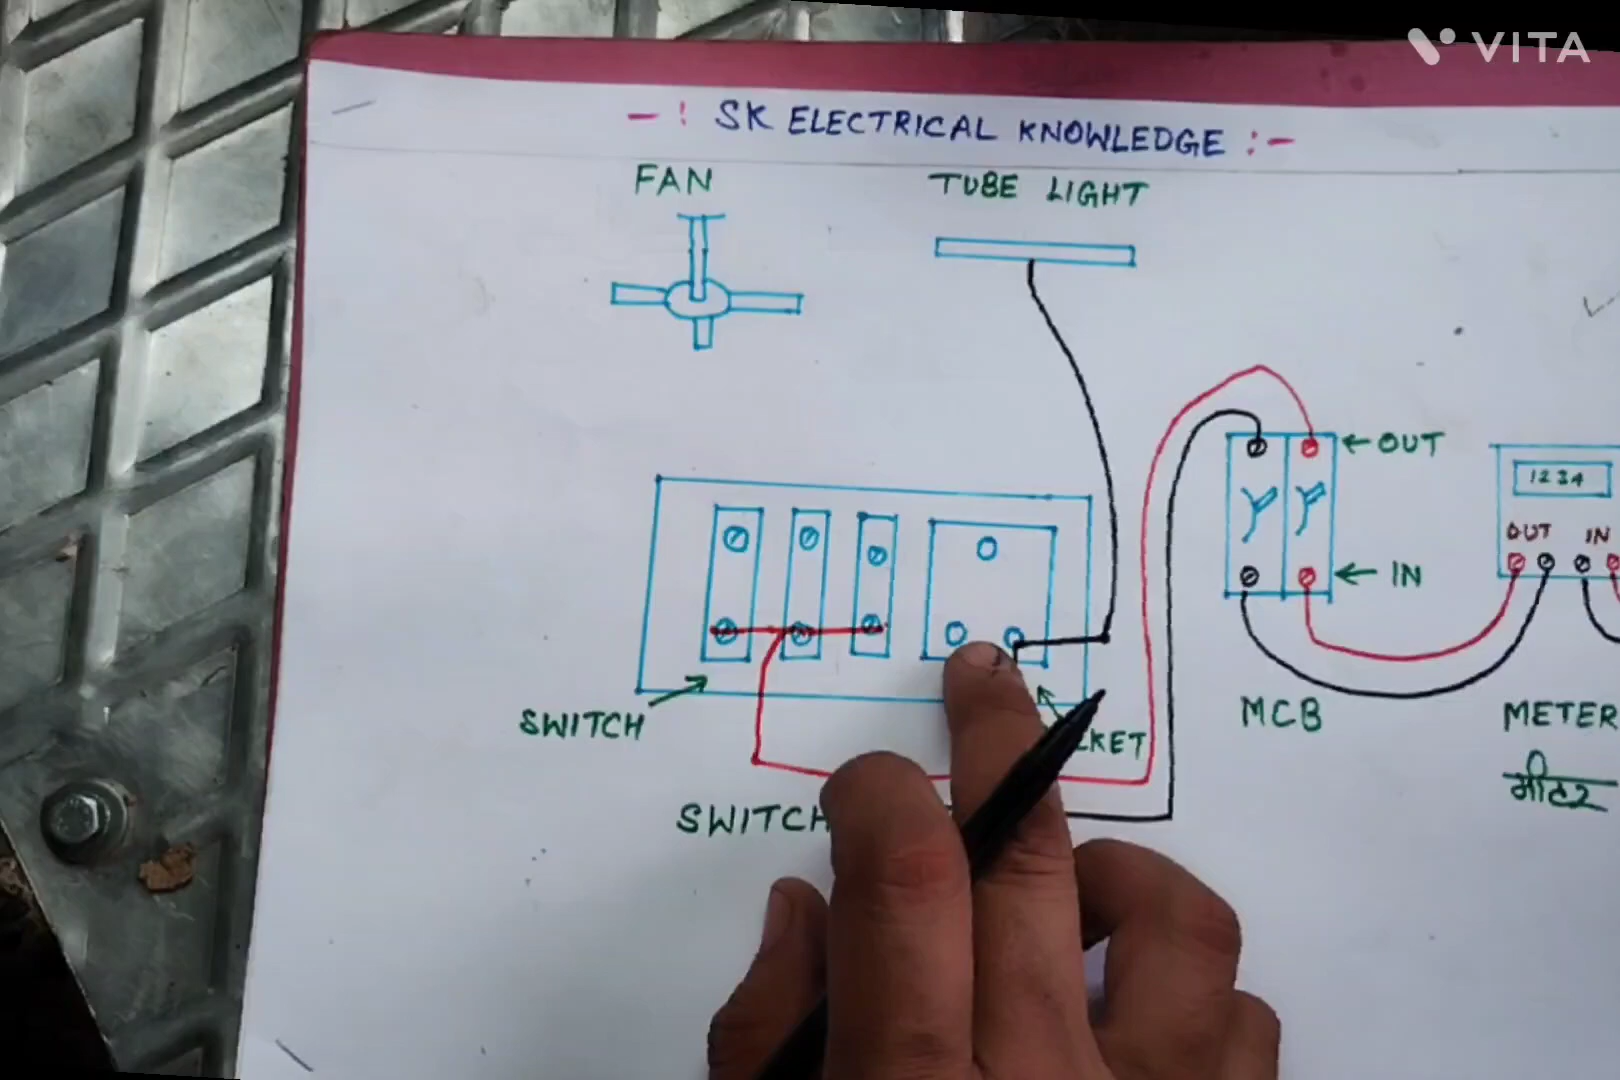 VITA
- : SK ELECTRICAL KNOWLEDGE : -
FAN
TUBE LIGHT
OUT
1234
OUT IN
IN
SWITCH
MCB
METER
मीटर